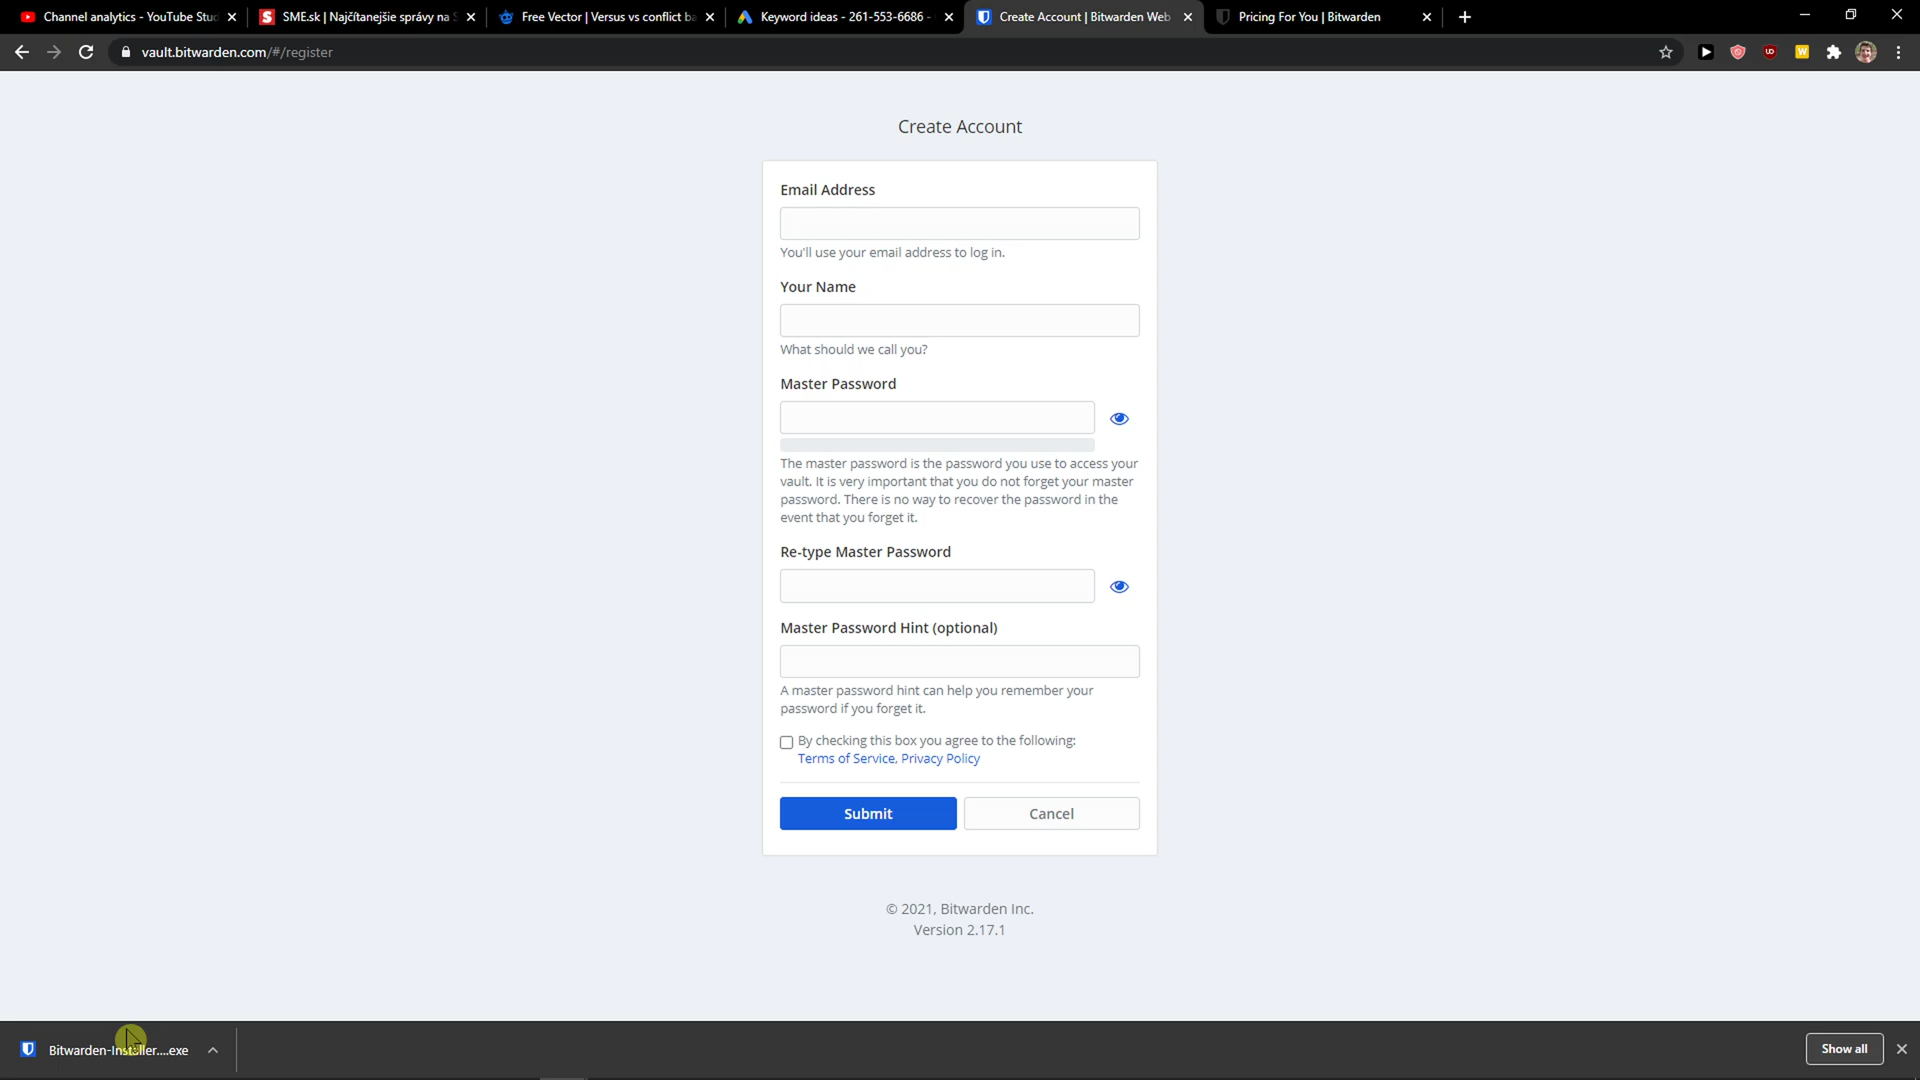 Channel analytics - YouTube Stu
SME.sk | Najčítanejšie správy na S
Free Vector | Versus vs conflict ba
Keyword ideas - 261-553-6686 -
Create Account | Bitwarden Web
Pricing For You | Bitwarden
vault.bitwarden.com/#/register
Create Account
Email Address
You'll use your email address to log in.
Your Name
What should we call you?
Master Password
The master password is the password you use to access your
vault. It is very important that you do not forget your master
password. There is no way to recover the password in the
event that you forget it.
Re-type Master Password
Master Password Hint (optional)
A master password hint can help you remember your
password if you forget it.
By checking this box you agree to the following:
Terms of Service, Privacy Policy
Submit
Cancel
© 2021, Bitwarden Inc.
Version 2.17.1
Bitwarden-Installer....exe
Show all